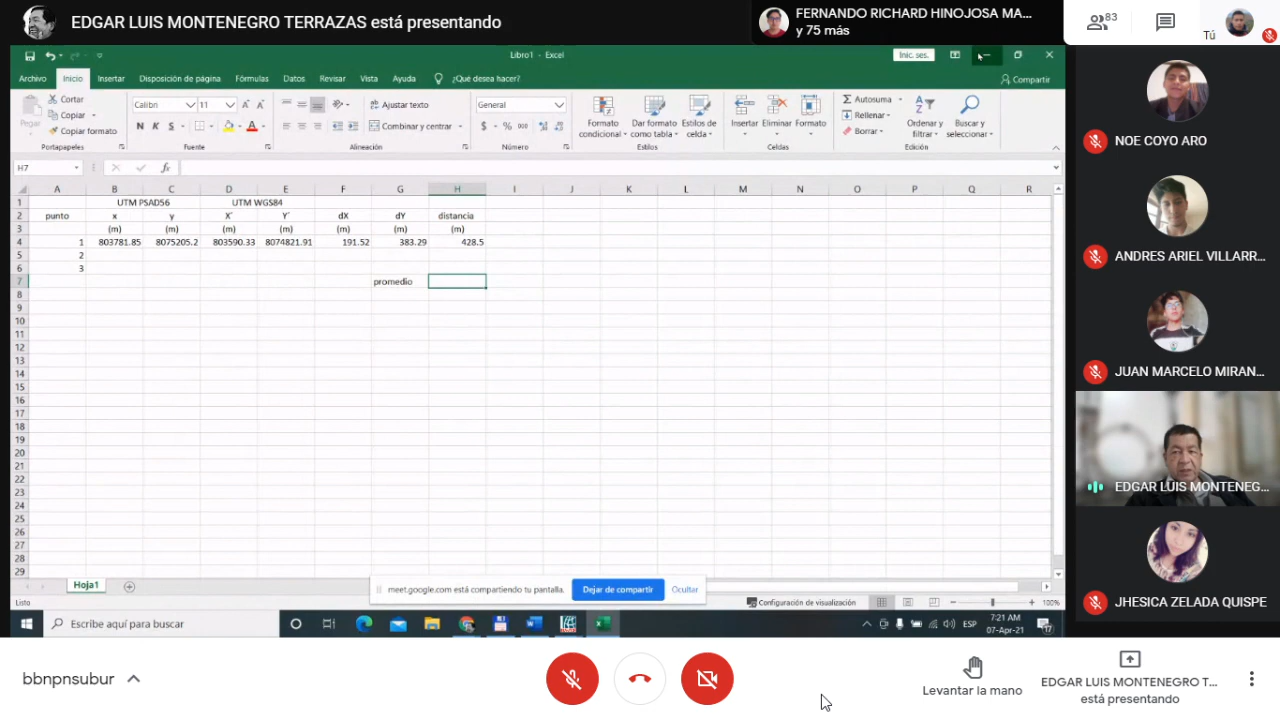 EDGAR LUIS MONTENEGRO TERRAZAS está presentando
FERNANDO RICHARD HINOJOSA MA...
y 75 más
83
Tú
Libro1 - Excel
Inic. ses.
Archivo Inicio Insertar Disposición de página Fórmulas Datos Revisar Vista Ayuda ¿Qué desea hacer? Compartir
Pegar
Cortar
Copiar
Copiar formato
Portapapeles
Calibri 11
N K S
Fuente
Ajustar texto
Combinar y centrar
Alineación
General
$ % 000
Número
Formato condicional
Dar formato como tabla
Estilos de celda
Estilos
Insertar Eliminar Formato
Celdas
Autosuma
Rellenar
Borrar
Ordenar y filtrar
Buscar y seleccionar
Edición
H7 fx
A B C D E F G H I J K L M N O P Q R
1 UTM PSAD56 UTM WGS84
2 punto x y X´ Y´ dX dY distancia
3 (m) (m) (m) (m) (m) (m) (m)
4 1 803781.85 8075205.2 803590.33 8074821.91 191.52 383.29 428.5
5 2
6 3
7 promedio
8
9
10
11
12
13
14
15
16
17
18
19
20
21
22
23
24
25
26
27
28
29
Hoja1
meet.google.com está compartiendo tu pantalla. Dejar de compartir Ocultar
Listo
Configuración de visualización
100%
Escribe aquí para buscar
ESP
7:21 AM
07-Apr-21
17
NOE COYO ARO
ANDRES ARIEL VILLARR...
JUAN MARCELO MIRAN...
EDGAR LUIS MONTENEG...
JHESICA ZELADA QUISPE
bbnpnsubur
Levantar la mano
EDGAR LUIS MONTENEGRO T...
está presentando